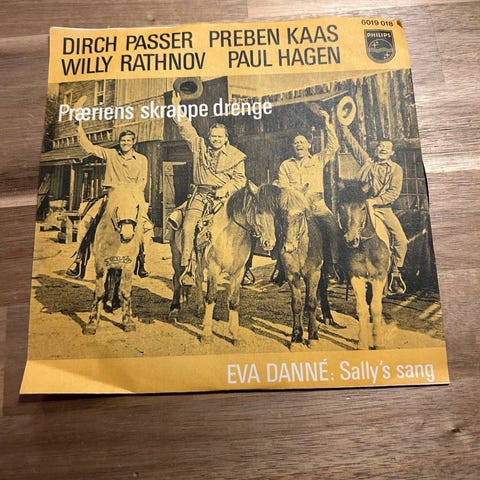 6019 018
DIRCH PASSER PREBEN KAAS
WILLY RATHNOV PAUL HAGEN
PHILIPS
Præriens skrappe drenge
EVA DANNÉ: Sally's sang